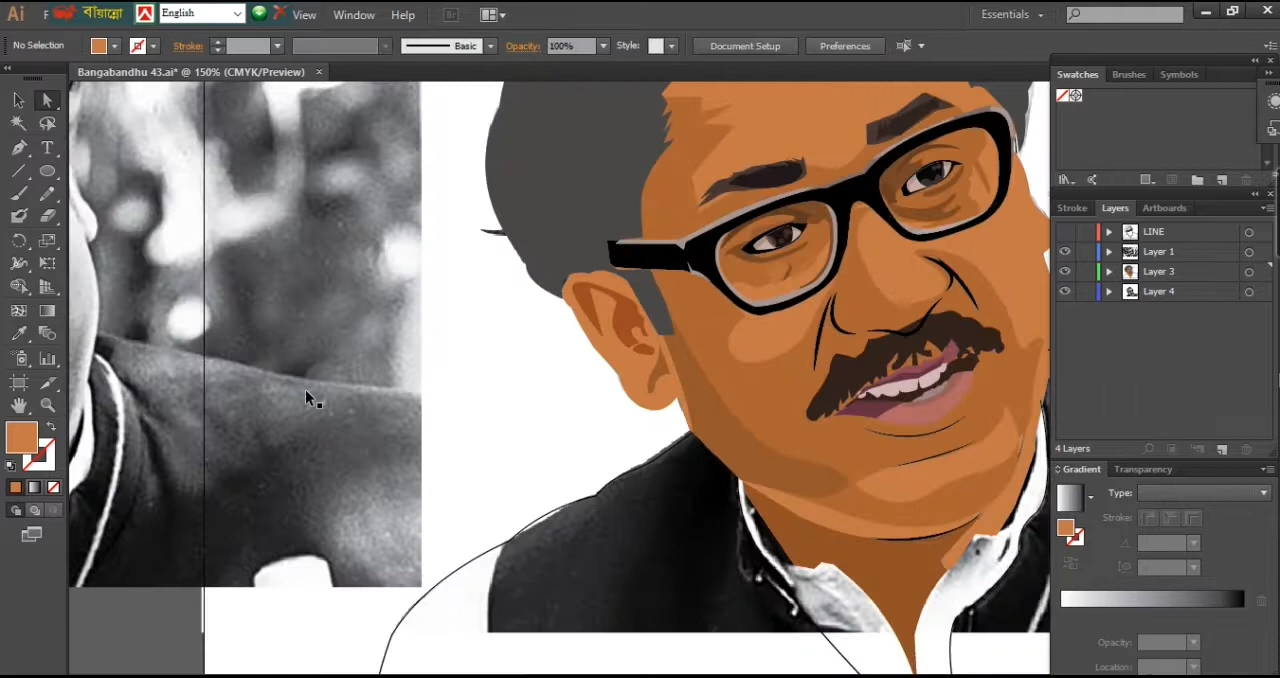 Ai F বায়ান্নো English View Window Help Br Essentials
No Selection Stroke: Basic Opacity: 100% Style: Document Setup Preferences
Bangabandhu 43.ai* @ 150% (CMYK/Preview) ×
Swatches Brushes Symbols
Stroke Layers Artboards
LINE
Layer 1
Layer 3
Layer 4
4 Layers
Gradient Transparency
Type:
Stroke:
Opacity:
Location: